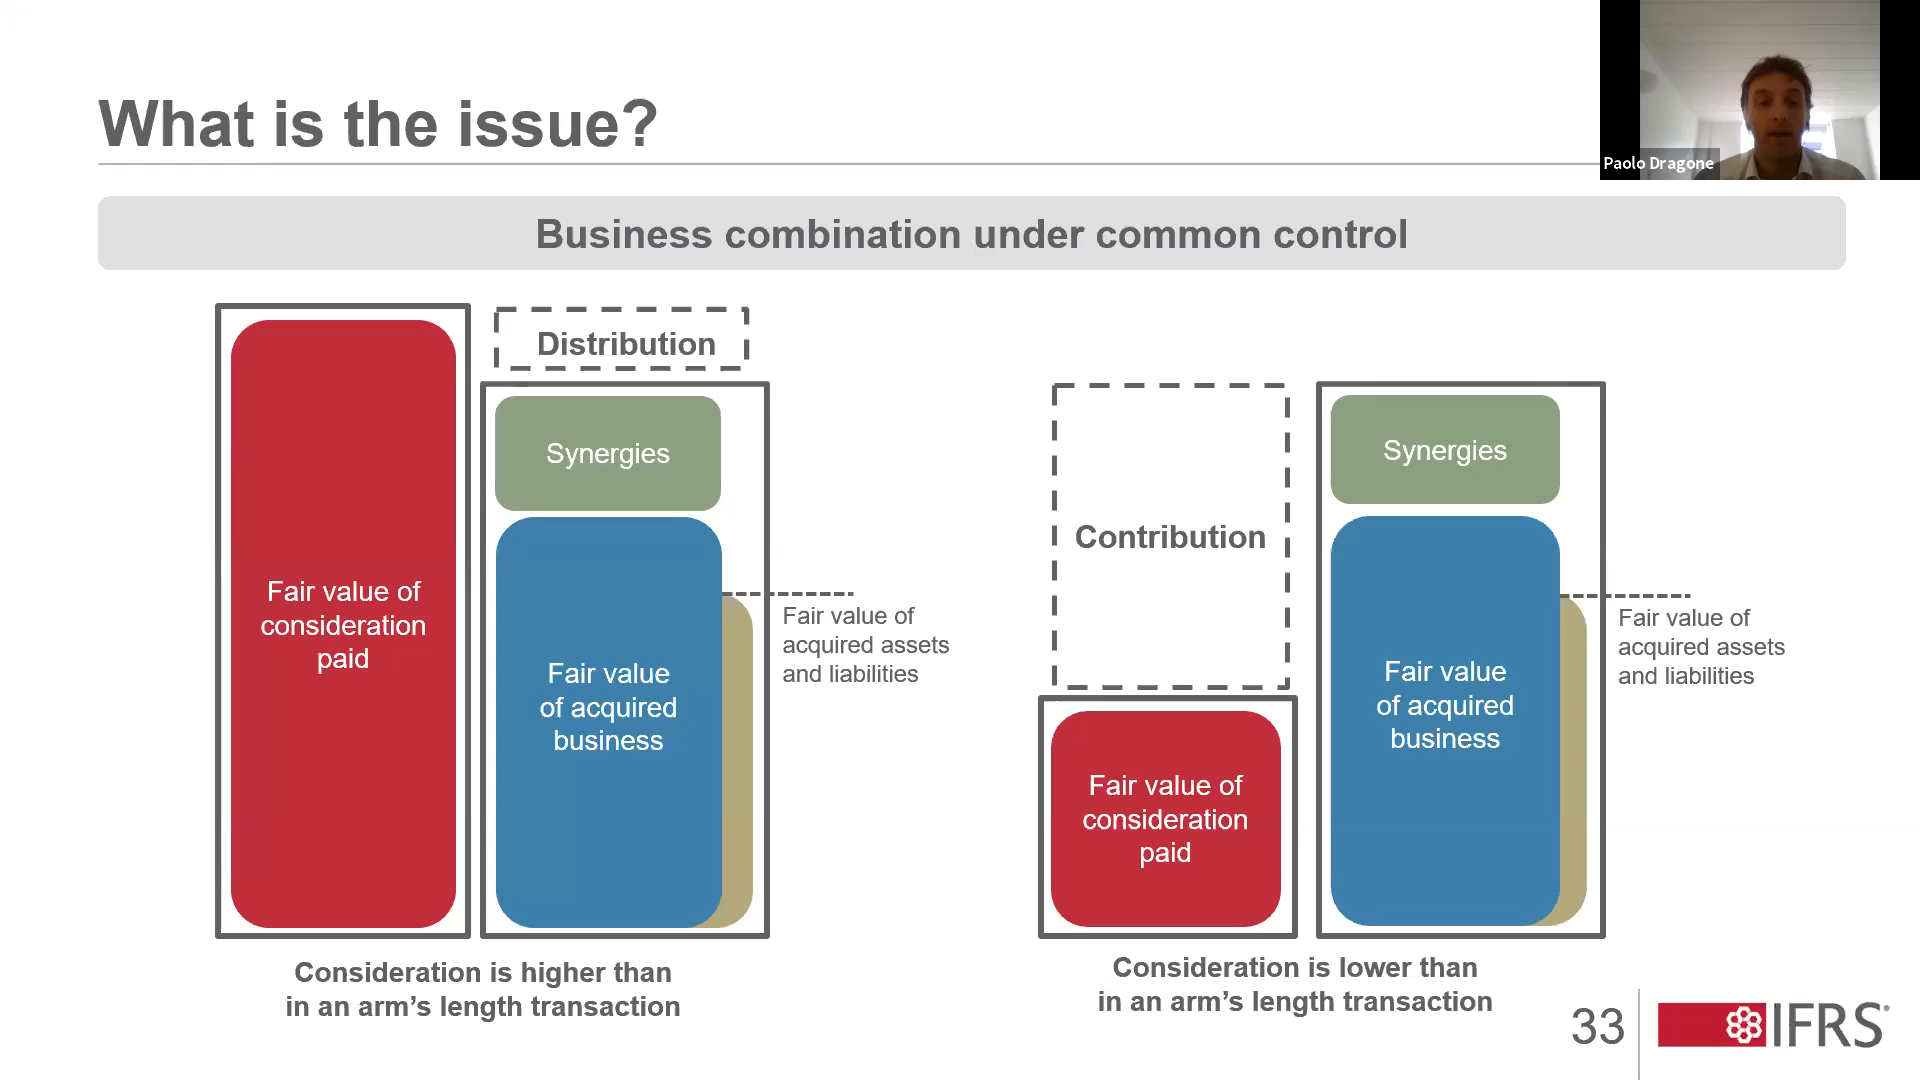 What is the issue?
Paolo Dragone
Business combination under common control
Distribution
Synergies
Fair value of
consideration
paid
Fair value
of acquired
business
Fair value of
acquired assets
and liabilities
Consideration is higher than
in an arm’s length transaction
Contribution
Synergies
Fair value of
consideration
paid
Fair value
of acquired
business
Fair value of
acquired assets
and liabilities
Consideration is lower than
in an arm’s length transaction
33
IFRS®